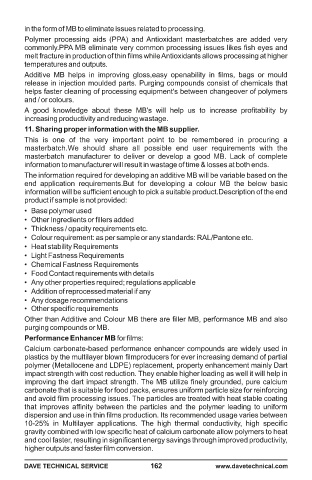 in the form of MB to eliminate issues related to processing.
Polymer processing aids (PPA) and Antioxidant masterbatches are added very
commonly.PPA MB eliminate very common processing issues likes fish eyes and
melt fracture in production of thin films while Antioxidants allows processing at higher
temperatures and outputs.
Additive MB helps in improving gloss,easy openability in films, bags or mould
release in injection moulded parts. Purging compounds consist of chemicals that
helps faster cleaning of processing equipment's between changeover of polymers
and / or colours.
A good knowledge about these MB's will help us to increase profitability by
increasing productivity and reducing wastage.
11. Sharing proper information with the MB supplier.
This is one of the very important point to be remembered in procuring a
masterbatch.We should share all possible end user requirements with the
masterbatch manufacturer to deliver or develop a good MB. Lack of complete
information to manufacturer will result in wastage of time & losses at both ends.
The information required for developing an additive MB will be variable based on the
end application requirements.But for developing a colour MB the below basic
information will be sufficient enough to pick a suitable product.Description of the end
product if sample is not provided:
• Base polymer used
• Other Ingredients or fillers added
• Thickness / opacity requirements etc.
• Colour requirement: as per sample or any standards: RAL/Pantone etc.
• Heat stability Requirements
• Light Fastness Requirements
• Chemical Fastness Requirements
• Food Contact requirements with details
• Any other properties required; regulations applicable
• Addition of reprocessed material if any
• Any dosage recommendations
• Other specific requirements
Other than Additive and Colour MB there are filler MB, performance MB and also
purging compounds or MB.
Performance Enhancer MB for films:
Calcium carbonate-based performance enhancer compounds are widely used in
plastics by the multilayer blown filmproducers for ever increasing demand of partial
polymer (Metallocene and LDPE) replacement, property enhancement mainly Dart
impact strength with cost reduction. They enable higher loading as well it will help in
improving the dart impact strength. The MB utilize finely grounded, pure calcium
carbonate that is suitable for food packs, ensures uniform particle size for reinforcing
and avoid film processing issues. The particles are treated with heat stable coating
that improves affinity between the particles and the polymer leading to uniform
dispersion and use in thin films production. Its recommended usage varies between
10-25% in Multilayer applications. The high thermal conductivity, high specific
gravity combined with low specific heat of calcium carbonate allow polymers to heat
and cool faster, resulting in significant energy savings through improved productivity,
higher outputs and faster film conversion.
DAVE TECHNICAL SERVICE 162 www.davetechnical.com